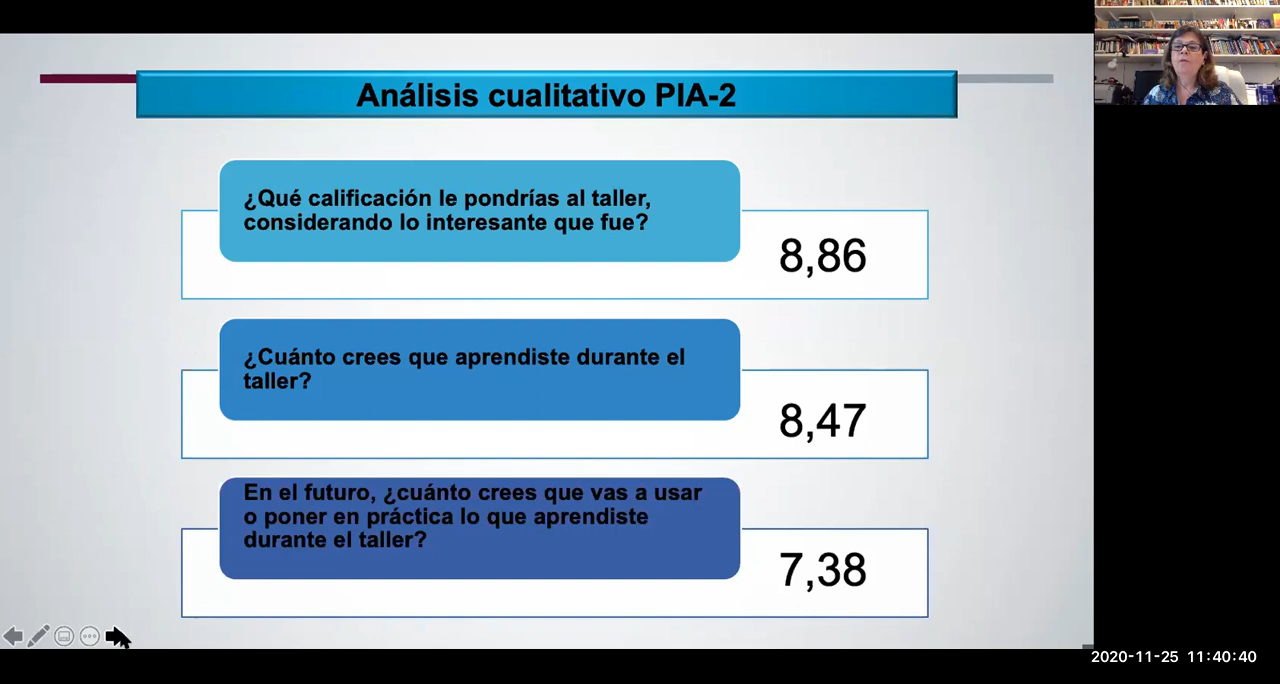 Análisis cualitativo PIA-2
¿Qué calificación le pondrías al taller,
considerando lo interesante que fue?
8,86
¿Cuánto crees que aprendiste durante el
taller?
8,47
En el futuro, ¿cuánto crees que vas a usar
o poner en práctica lo que aprendiste
durante el taller?
7,38
2020-11-25 11:40:40